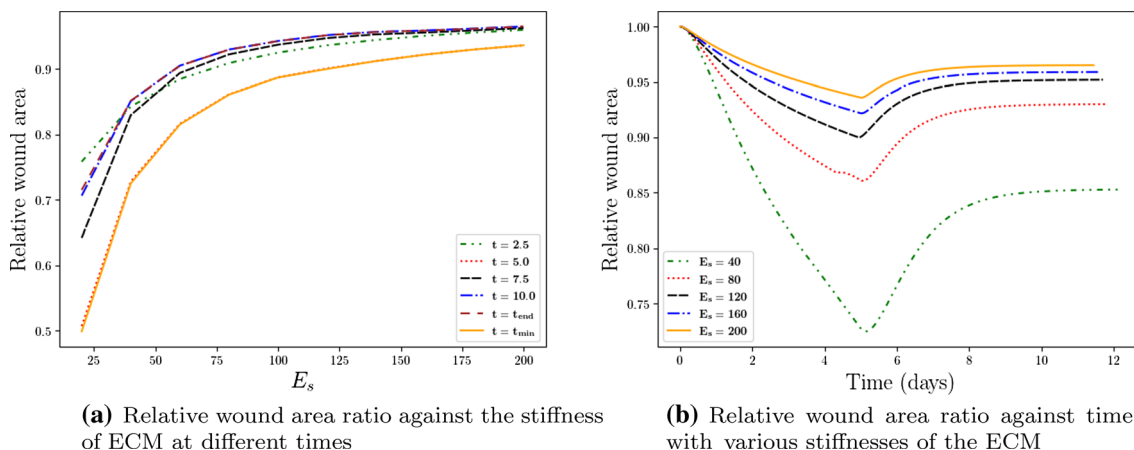 Relative wound area
0.9
0.8
0.7
0.6
0.5
25 50 75 100 125 150 175 200
E_s
t = 2.5
t = 5.0
t = 7.5
t = 10.0
t = t_end
t = t_min
(a) Relative wound area ratio against the stiffness
of ECM at different times
Relative wound area
1.00
0.95
0.90
0.85
0.80
0.75
0 2 4 6 8 10 12
Time (days)
E_s = 40
E_s = 80
E_s = 120
E_s = 160
E_s = 200
(b) Relative wound area ratio against time
with various stiffnesses of the ECM